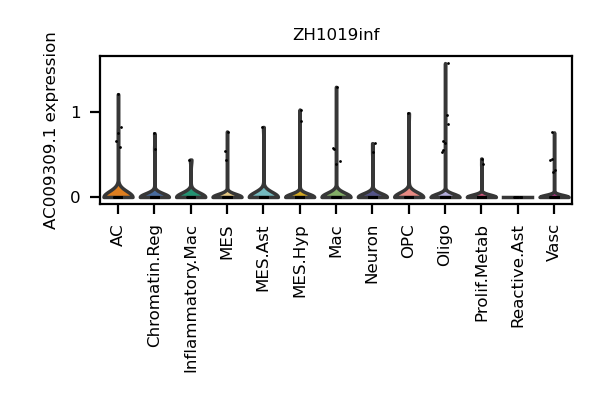 ZH1019inf
AC009309.1 expression
1
0
AC
Chromatin.Reg
Inflammatory.Mac
MES
MES.Ast
MES.Hyp
Mac
Neuron
OPC
Oligo
Prolif.Metab
Reactive.Ast
Vasc